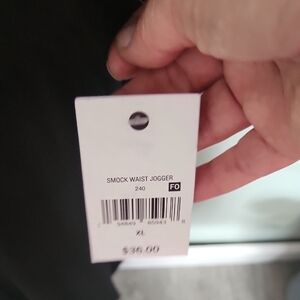 SMOCK WAIST JOGGER
240 FO
XL
$36.00